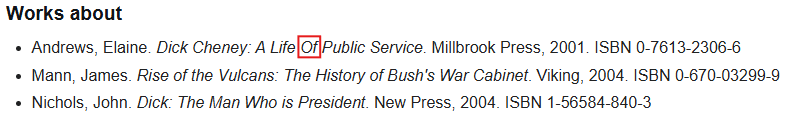 Works about
Andrews, Elaine. Dick Cheney: A Life Of Public Service. Millbrook Press, 2001. ISBN 0-7613-2306-6
Mann, James. Rise of the Vulcans: The History of Bush's War Cabinet. Viking, 2004. ISBN 0-670-03299-9
Nichols, John. Dick: The Man Who is President. New Press, 2004. ISBN 1-56584-840-3